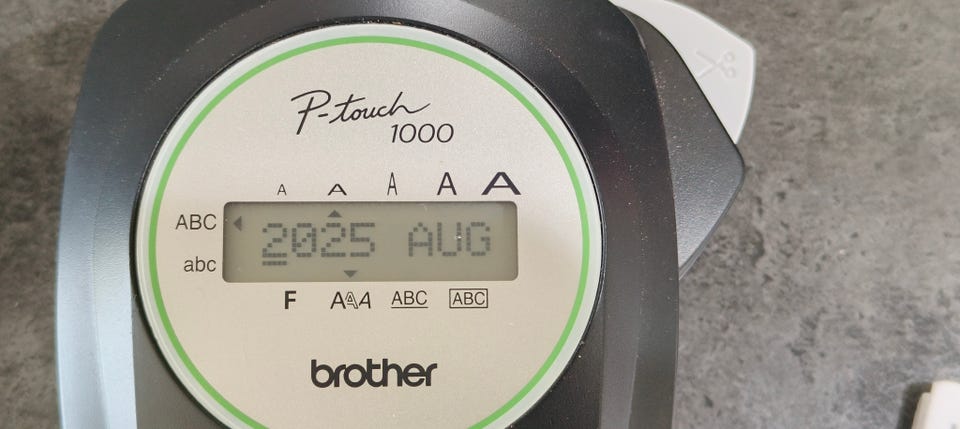 P-touch
1000
A A A A A
ABC
2025 AUG
abc
F AAA ABC ABC
brother